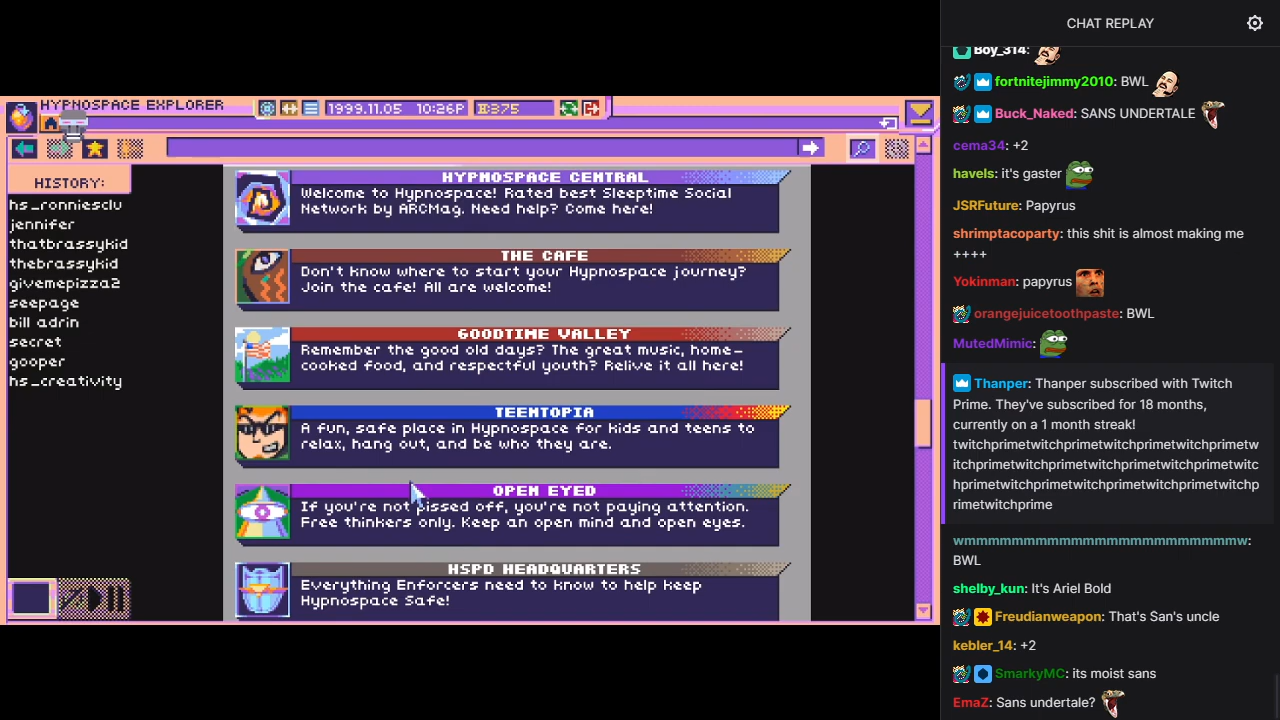 HYPNOSPACE EXPLORER
1999.11.05 10:26P
375
HISTORY:
hs_ronniesclu
jennifer
thatbrassykid
thebrassykid
givemepizza2
seepage
bill adrin
secret
gooper
hs_creativity
HYPNOSPACE CENTRAL
Welcome to Hypnospace! Rated best Sleeptime Social
Network by ARCMag. Need help? Come here!
THE CAFE
Don't know where to start your Hypnospace journey?
Join the cafe! All are welcome!
GOODTIME VALLEY
Remember the good old days? The great music, home-
cooked food, and respectful youth? Relive it all here!
TEENTOPIA
A fun, safe place in Hypnospace for kids and teens to
relax, hang out, and be who they are.
OPEN EYED
If you're not pissed off, you're not paying attention.
Free thinkers only. Keep an open mind and open eyes.
HSPD HEADQUARTERS
Everything Enforcers need to know to help keep
Hypnospace Safe!
CHAT REPLAY
Boy_314:
fortnitejimmy2010: BWL
Buck_Naked: SANS UNDERTALE
cema34: +2
havels: it's gaster
JSRFuture: Papyrus
shrimptacoparty: this shit is almost making me
++++
Yokinman: papyrus
orangejuicetoothpaste: BWL
MutedMimic:
Thanper: Thanper subscribed with Twitch
Prime. They've subscribed for 18 months,
currently on a 1 month streak!
twitchprimetwitchprimetwitchprimetwitchprimetw
itchprimetwitchprimetwitchprimetwitchprimetwitc
hprimetwitchprimetwitchprimetwitchprimetwitchp
rimetwitchprime
BWL
shelby_kun: It's Ariel Bold
Freudianweapon: That's San's uncle
kebler_14: +2
SmarkyMC: its moist sans
EmaZ: Sans undertale?